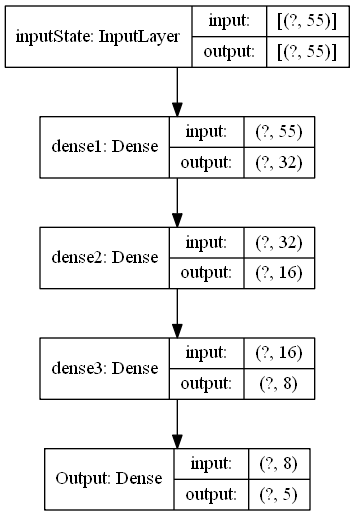 inputState: InputLayer
input: [(?, 55)]
output: [(?, 55)]
dense1: Dense
input: (?, 55)
output: (?, 32)
dense2: Dense
input: (?, 32)
output: (?, 16)
dense3: Dense
input: (?, 16)
output: (?, 8)
Output: Dense
input: (?, 8)
output: (?, 5)